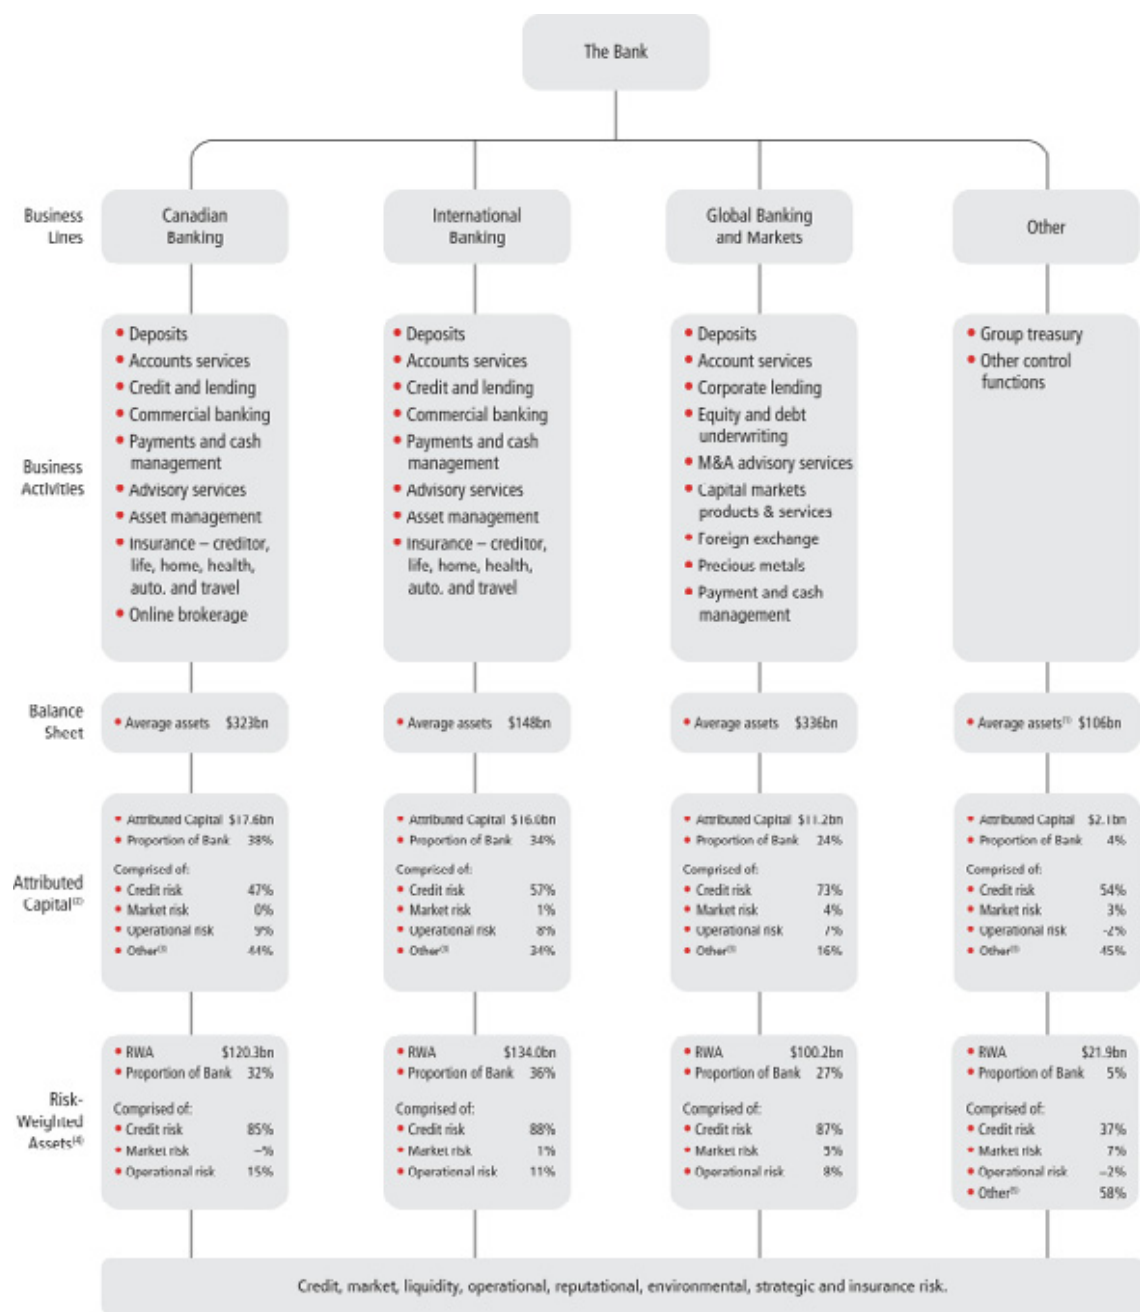 The Bank
Business
Lines
Canadian
Banking
International
Banking
Global Banking
and Markets
Other
Business
Activities
• Deposits
• Accounts services
• Credit and lending
• Commercial banking
• Payments and cash
management
• Advisory services
• Asset management
• Insurance – creditor,
life, home, health,
auto. and travel
• Online brokerage
• Deposits
• Accounts services
• Credit and lending
• Commercial banking
• Payments and cash
management
• Advisory services
• Asset management
• Insurance – creditor,
life, home, health,
auto. and travel
• Deposits
• Account services
• Corporate lending
• Equity and debt
underwriting
• M&A advisory services
• Capital markets
products & services
• Foreign exchange
• Precious metals
• Payment and cash
management
• Group treasury
• Other control
functions
Balance
Sheet
• Average assets $323bn
• Average assets $148bn
• Average assets $336bn
• Average assets(1) $106bn
Attributed
Capital(2)
• Attributed Capital $17.6bn
• Proportion of Bank 38%
Comprised of:
• Credit risk 47%
• Market risk 0%
• Operational risk 9%
• Other(3) 44%
• Attributed Capital $16.0bn
• Proportion of Bank 34%
Comprised of:
• Credit risk 57%
• Market risk 1%
• Operational risk 8%
• Other(3) 34%
• Attributed Capital $11.2bn
• Proportion of Bank 24%
Comprised of:
• Credit risk 73%
• Market risk 4%
• Operational risk 7%
• Other(3) 16%
• Attributed Capital $2.1bn
• Proportion of Bank 4%
Comprised of:
• Credit risk 54%
• Market risk 3%
• Operational risk -2%
• Other 45%
Risk-
Weighted
Assets(4)
• RWA $120.3bn
• Proportion of Bank 32%
Comprised of:
• Credit risk 85%
• Market risk –%
• Operational risk 15%
• RWA $134.0bn
• Proportion of Bank 36%
Comprised of:
• Credit risk 88%
• Market risk 1%
• Operational risk 11%
• RWA $100.2bn
• Proportion of Bank 27%
Comprised of:
• Credit risk 87%
• Market risk 5%
• Operational risk 8%
• RWA $21.9bn
• Proportion of Bank 5%
Comprised of:
• Credit risk 37%
• Market risk 7%
• Operational risk –2%
• Other 58%
Credit, market, liquidity, operational, reputational, environmental, strategic and insurance risk.